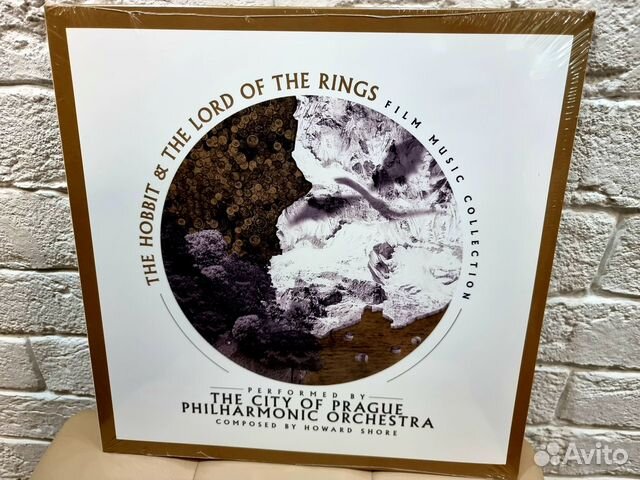 THE HOBBIT & THE LORD OF THE RINGS
FILM MUSIC COLLECTION
PERFORMED BY
THE CITY OF PRAGUE
PHILHARMONIC ORCHESTRA
COMPOSED BY HOWARD SHORE
Avito